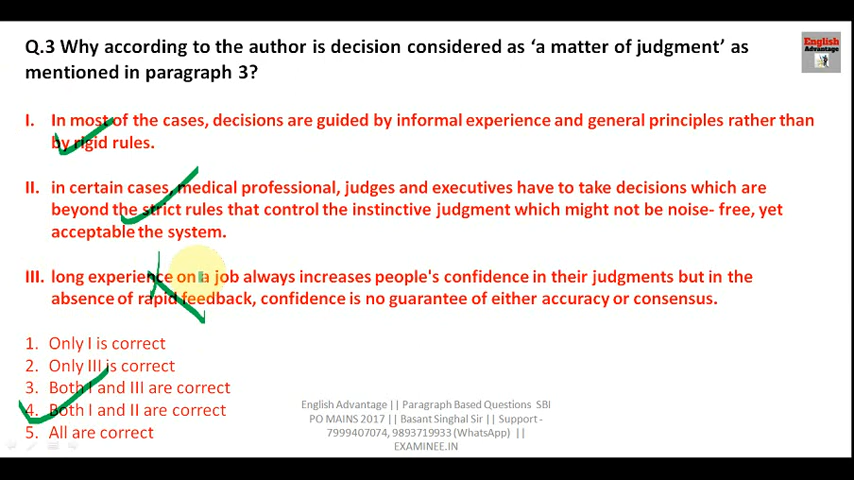 Q.3 Why according to the author is decision considered as ‘a matter of judgment’ as
mentioned in paragraph 3?
English
Advantage
I. In most of the cases, decisions are guided by informal experience and general principles rather than
by rigid rules.
II. in certain cases, medical professional, judges and executives have to take decisions which are
beyond the strict rules that control the instinctive judgment which might not be noise- free, yet
acceptable the system.
III. long experience on a job always increases people's confidence in their judgments but in the
absence of rapid feedback, confidence is no guarantee of either accuracy or consensus.
1. Only I is correct
2. Only III is correct
3. Both I and III are correct
4. Both I and II are correct
5. All are correct
English Advantage || Paragraph Based Questions SBI
PO MAINS 2017 || Basant Singhal Sir || Support -
7999407074, 9893719933 (WhatsApp) ||
EXAMINEE.IN